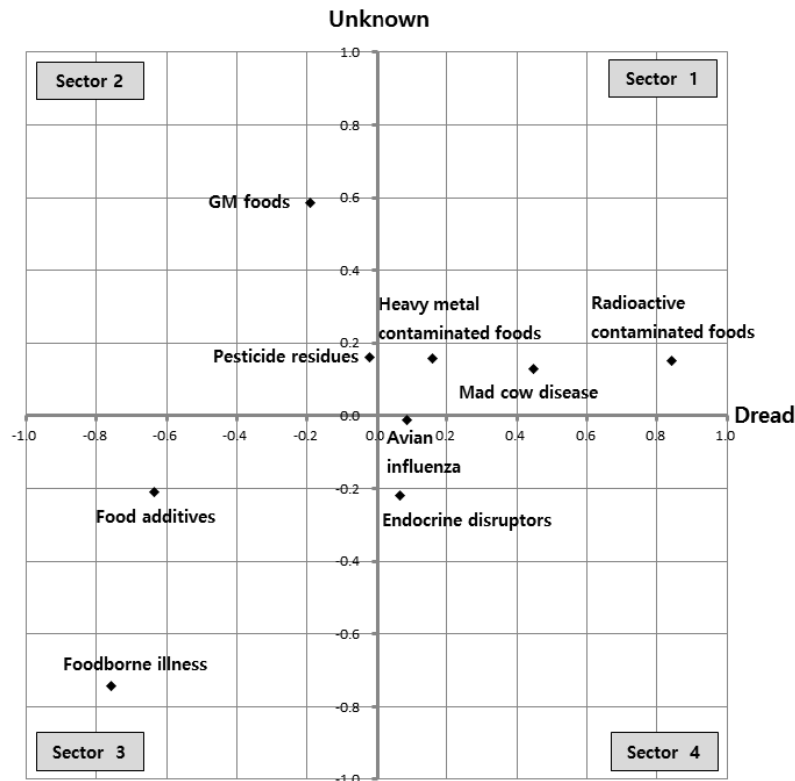 Unknown
1.0
Sector 2
Sector 1
0.8
GM foods
0.6
0.4
Heavy metal
contaminated foods
Radioactive
contaminated foods
0.2
Pesticide residues
Mad cow disease
0.0
Dread
-1.0 -0.8 -0.6 -0.4 -0.2 0.0 0.2 0.4 0.6 0.8 1.0
Avian
influenza
-0.2
Food additives
Endocrine disruptors
-0.4
-0.6
Foodborne illness
-0.8
Sector 3
Sector 4
-1.0